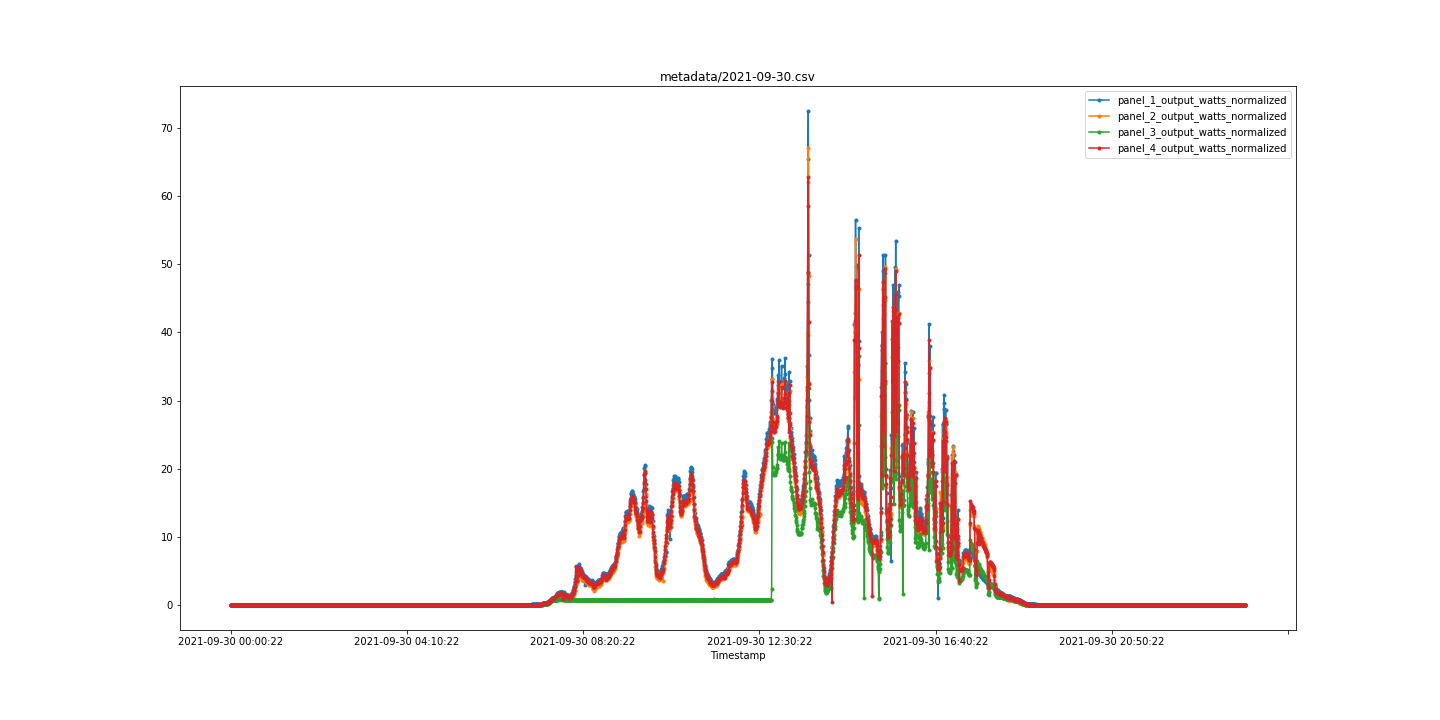 metadata/2021-09-30.csv
panel_1_output_watts_normalized
panel_2_output_watts_normalized
panel_3_output_watts_normalized
panel_4_output_watts_normalized
70
60
50
40
30
20
10
0
2021-09-30 00:00:22 2021-09-30 04:10:22 2021-09-30 08:20:22 2021-09-30 12:30:22 2021-09-30 16:40:22 2021-09-30 20:50:22
Timestamp